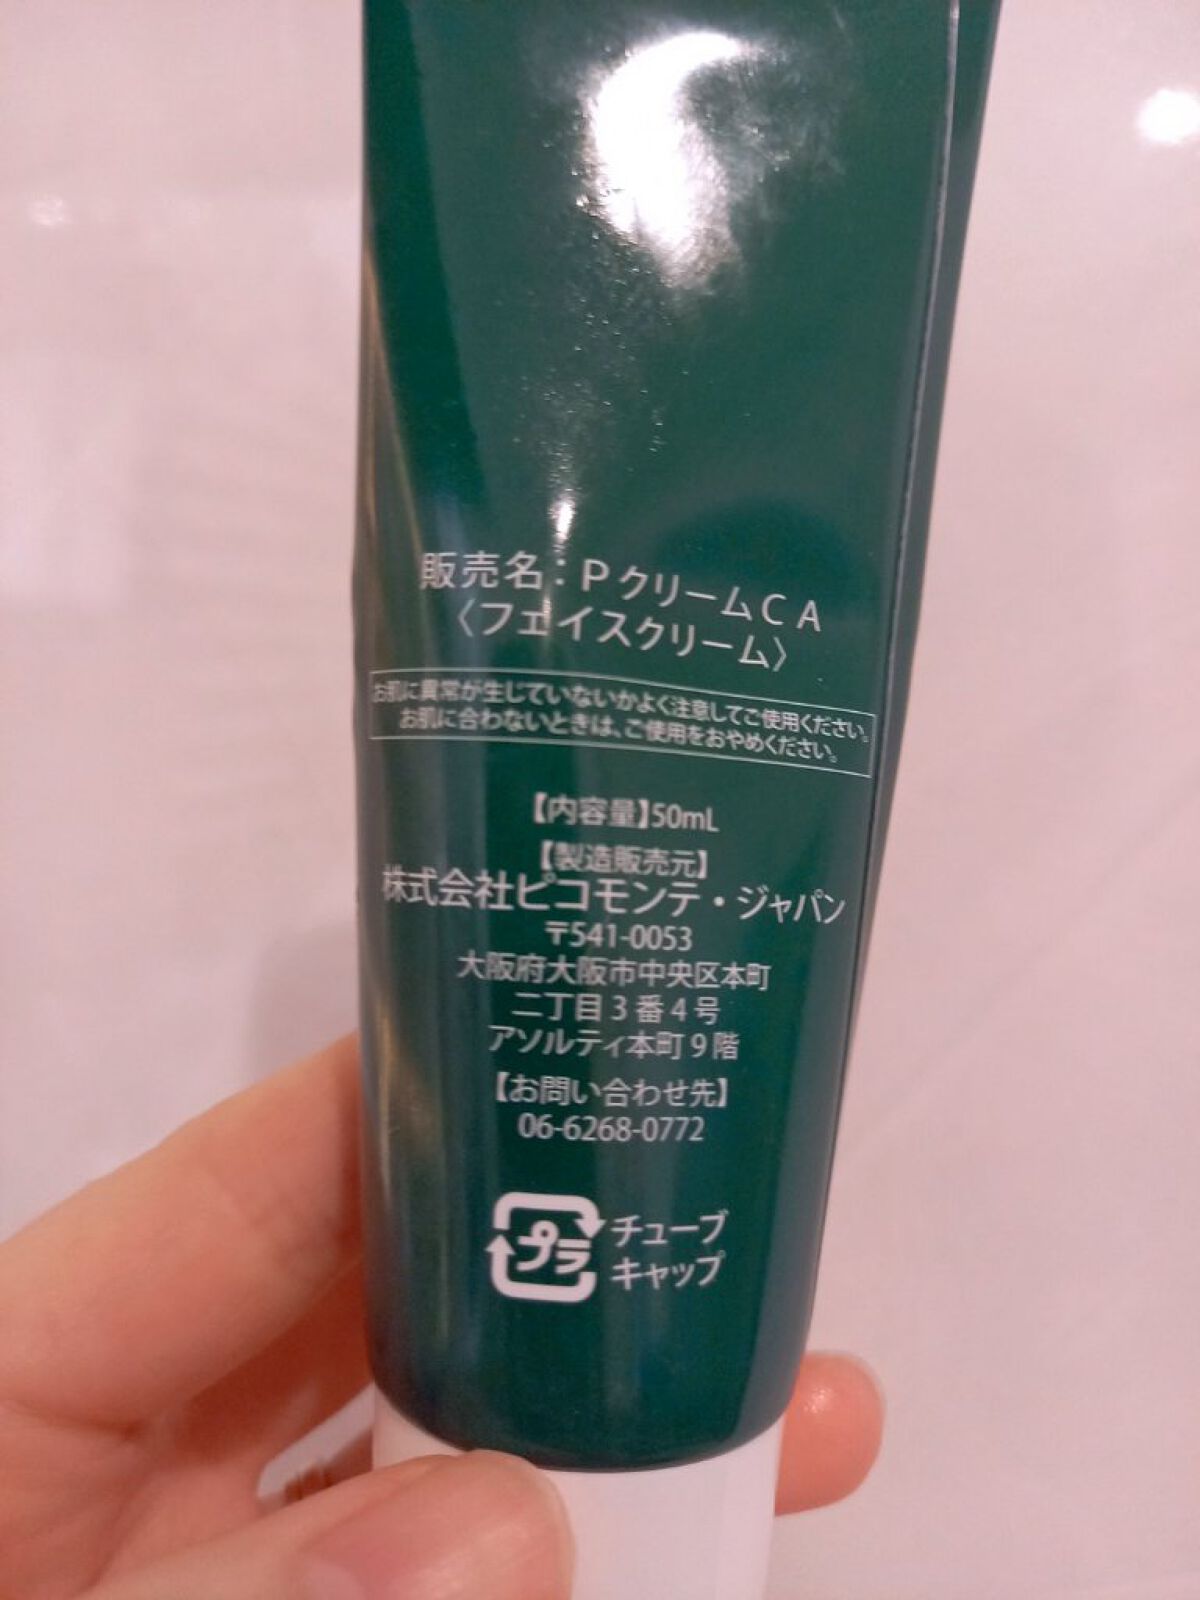 販売名：PクリームCA
〈フェイスクリーム〉
お肌に異常が生じていないかよく注意してご使用ください。
お肌に合わないときは、ご使用をおやめください。
【内容量】50mL
【製造販売元】
株式会社ピコモンテ・ジャパン
〒541-0053
大阪府大阪市中央区本町
二丁目3番4号
アソルティ本町9階
【お問い合わせ先】
06-6268-0772
プラ チューブ
キャップ